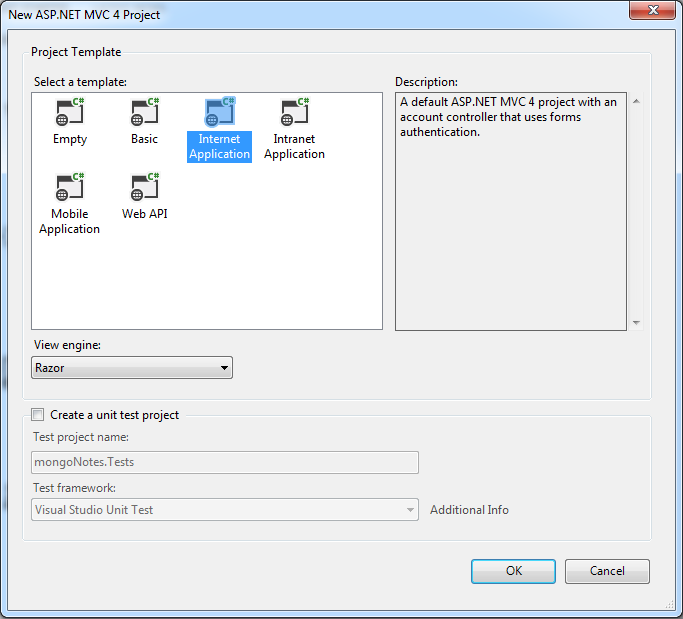 New ASP.NET MVC 4 Project
Project Template
Select a template:
Description:
C# C# C# C#
Empty Basic Internet Application Intranet Application
C# C#
Mobile Application Web API
A default ASP.NET MVC 4 project with an
account controller that uses forms
authentication.
View engine:
Razor
Create a unit test project
Test project name:
mongoNotes.Tests
Test framework:
Visual Studio Unit Test
Additional Info
OK
Cancel